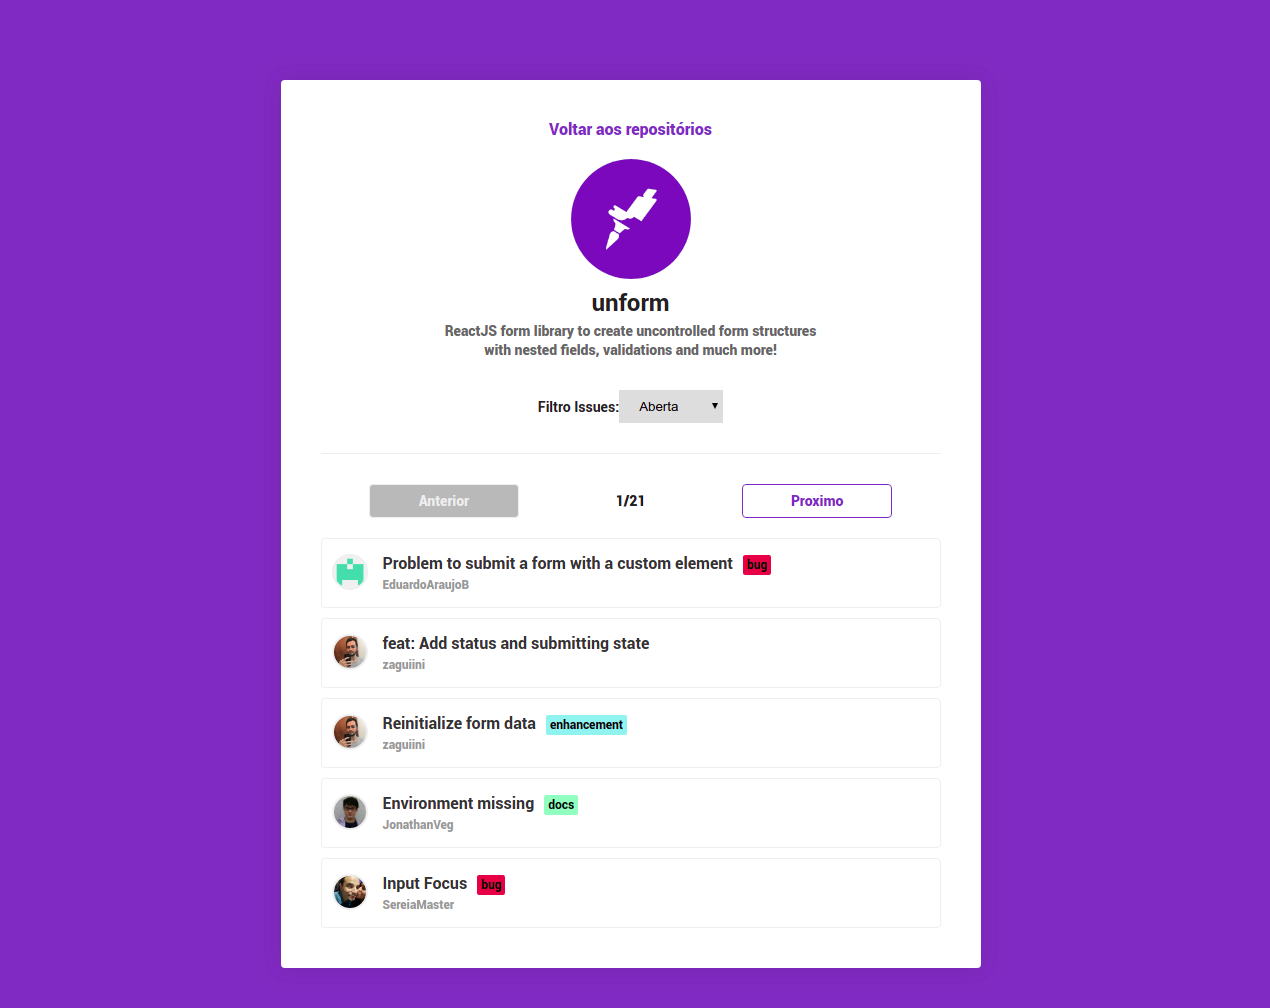 Voltar aos repositórios
unform
ReactJS form library to create uncontrolled form structures
with nested fields, validations and much more!
Filtro Issues: Aberta
Anterior 1/21 Proximo
Problem to submit a form with a custom element bug
EduardoAraujoB
feat: Add status and submitting state
zaguiini
Reinitialize form data enhancement
zaguiini
Environment missing docs
JonathanVeg
Input Focus bug
SereiaMaster